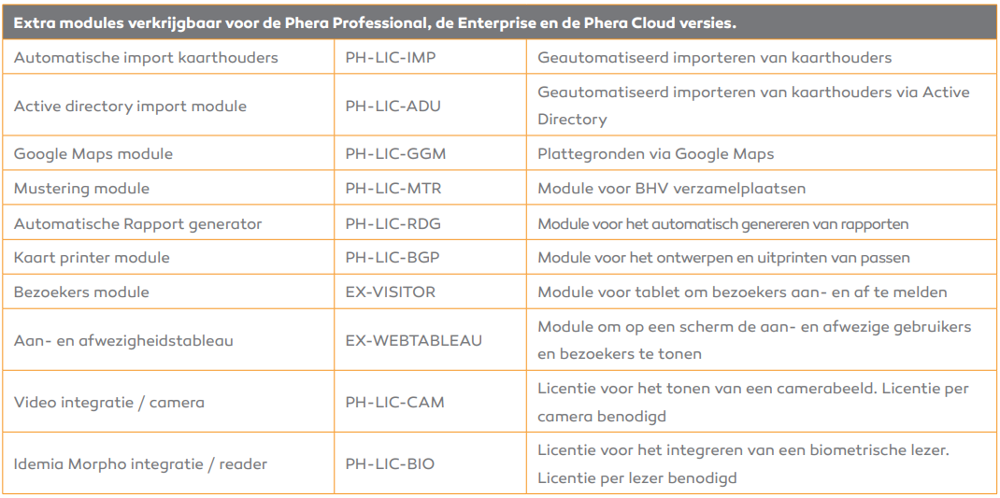 Extra modules verkrijgbaar voor de Phera Professional, de Enterprise en de Phera Cloud versies.
Automatische import kaarthouders PH-LIC-IMP Geautomatiseerd importeren van kaarthouders
Active directory import module PH-LIC-ADU Geautomatiseerd importeren van kaarthouders via Active
Directory
Google Maps module PH-LIC-GGM Plattegronden via Google Maps
Mustering module PH-LIC-MTR Module voor BHV verzamelplaatsen
Automatische Rapport generator PH-LIC-RDG Module voor het automatisch genereren van rapporten
Kaart printer module PH-LIC-BGP Module voor het ontwerpen en uitprinten van passen
Bezoekers module EX-VISITOR Module voor tablet om bezoekers aan- en af te melden
Aan- en afwezigheidstableau EX-WEBTABLEAU Module om op een scherm de aan- en afwezige gebruikers
en bezoekers te tonen
Video integratie / camera PH-LIC-CAM Licentie voor het tonen van een camerabeeld. Licentie per
camera benodigd
Idemia Morpho integratie / reader PH-LIC-BIO Licentie voor het integreren van een biometrische lezer.
Licentie per lezer benodigd